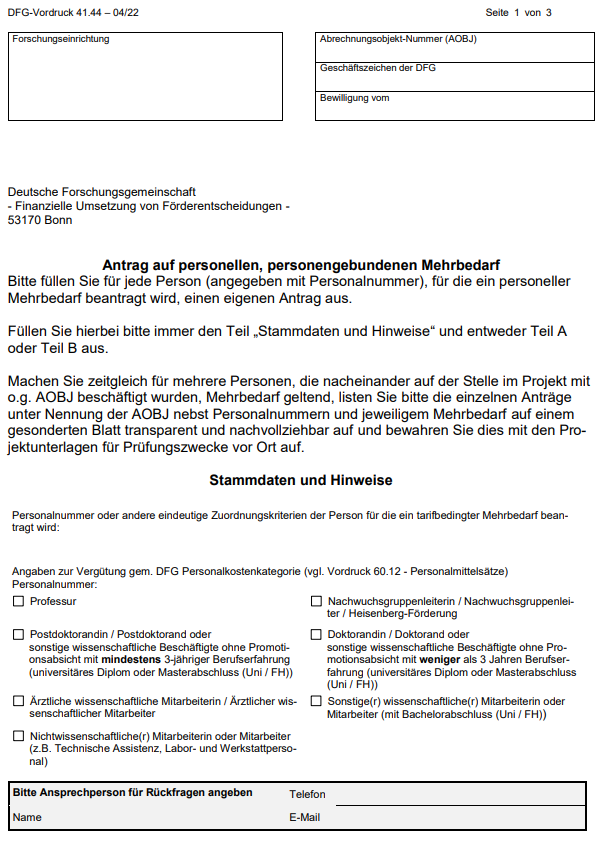 DFG-Vordruck 41.44 – 04/22
Seite 1 von 3
Forschungseinrichtung
Abrechnungsobjekt-Nummer (AOBJ)
Geschäftszeichen der DFG
Bewilligung vom
Deutsche Forschungsgemeinschaft
- Finanzielle Umsetzung von Förderentscheidungen -
53170 Bonn
Antrag auf personellen, personengebundenen Mehrbedarf
Bitte füllen Sie für jede Person (angegeben mit Personalnummer), für die ein personeller
Mehrbedarf beantragt wird, einen eigenen Antrag aus.
Füllen Sie hierbei bitte immer den Teil „Stammdaten und Hinweise“ und entweder Teil A
oder Teil B aus.
Machen Sie zeitgleich für mehrere Personen, die nacheinander auf der Stelle im Projekt mit
o.g. AOBJ beschäftigt wurden, Mehrbedarf geltend, listen Sie bitte die einzelnen Anträge
unter Nennung der AOBJ nebst Personalnummern und jeweiligem Mehrbedarf auf einem
gesonderten Blatt transparent und nachvollziehbar auf und bewahren Sie dies mit den Pro-
jektunterlagen für Prüfungszwecke vor Ort auf.
Stammdaten und Hinweise
Personalnummer oder andere eindeutige Zuordnungskriterien der Person für die ein tarifbedingter Mehrbedarf bean-
tragt wird:
Angaben zur Vergütung gem. DFG Personalkostenkategorie (vgl. Vordruck 60.12 - Personalmittelsätze)
Personalnummer:
Professur
Nachwuchsgruppenleiterin / Nachwuchsgruppenlei-
ter / Heisenberg-Förderung
Postdoktorandin / Postdoktorand oder
sonstige wissenschaftliche Beschäftigte ohne Promoti-
onsabsicht mit mindestens 3-jähriger Berufserfahrung
(universitäres Diplom oder Masterabschluss (Uni / FH))
Doktorandin / Doktorand oder
sonstige wissenschaftliche Beschäftigte ohne Pro-
motionsabsicht mit weniger als 3 Jahren Berufser-
fahrung (universitäres Diplom oder Masterabschluss
(Uni / FH))
Ärztliche wissenschaftliche Mitarbeiterin / Ärztlicher wis-
senschaftlicher Mitarbeiter
Sonstige(r) wissenschaftliche(r) Mitarbeiterin oder
Mitarbeiter (mit Bachelorabschluss (Uni / FH))
Nichtwissenschaftliche(r) Mitarbeiterin oder Mitarbeiter
(z.B. Technische Assistenz, Labor- und Werkstattperso-
nal)
Bitte Ansprechperson für Rückfragen angeben
Telefon
Name
E-Mail